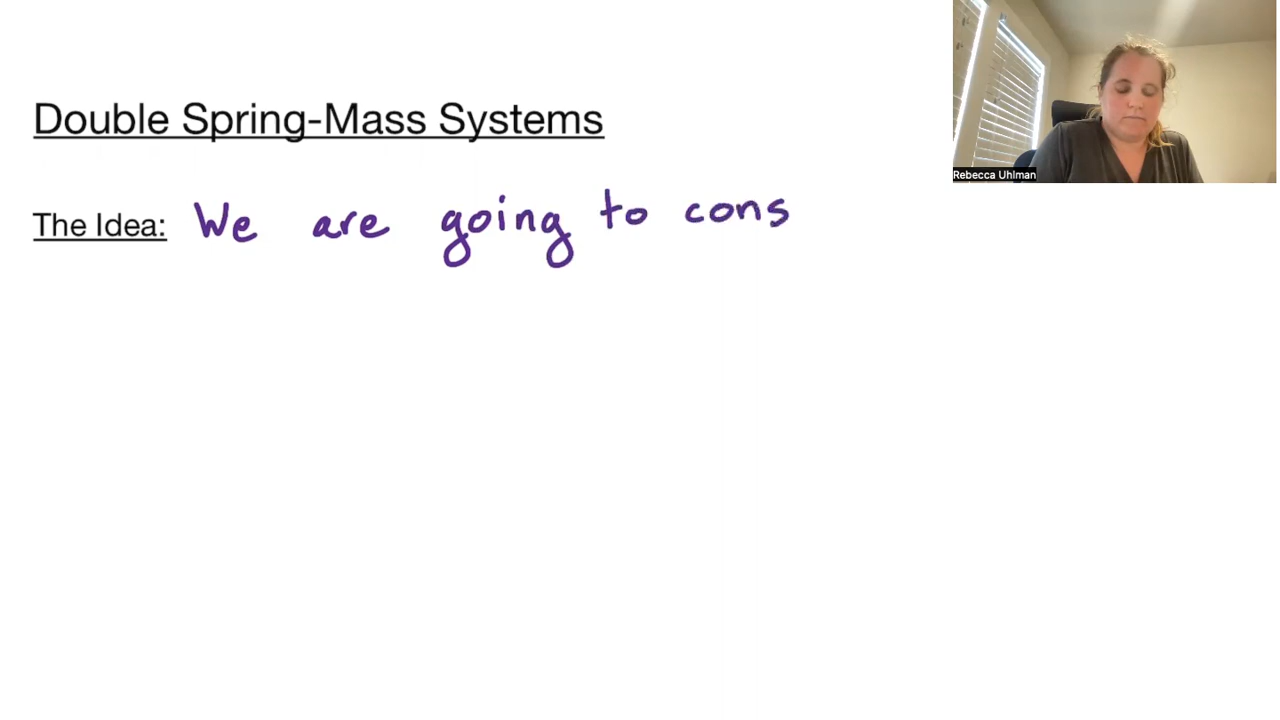 Rebecca Uhlman
Double Spring-Mass Systems
The Idea: We are going to cons